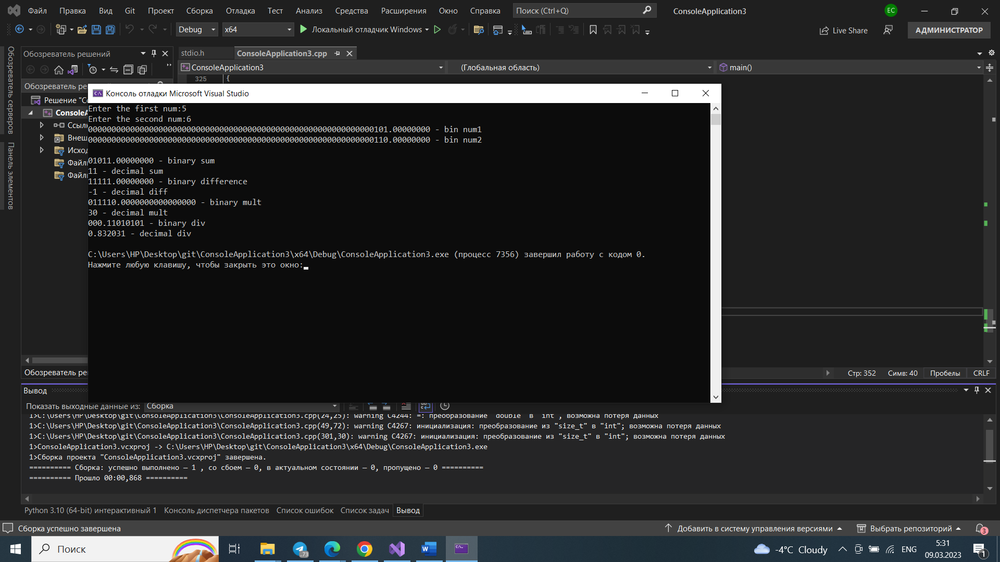 Файл Правка Вид Git Проект Сборка Отладка Тест Анализ Средства Расширения Окно Справка Поиск (Ctrl+Q) ConsoleApplication3 EC
Debug x64 Локальный отладчик Windows Live Share АДМИНИСТРАТОР
Обозреватель серверов
Панель элементов
Обозреватель решений
stdio.h ConsoleApplication3.cpp
ConsoleApplication3 (Глобальная область) main()
325 {
Обозреватель ре
Решение "Co
ConsoleA
Ссыл
Внеш
Исход
Файл
Файл
Обозреватель ре
Консоль отладки Microsoft Visual Studio
Enter the first num:5
Enter the second num:6
0000000000000000000000000000000000000000000000000000000000000101.00000000 - bin num1
0000000000000000000000000000000000000000000000000000000000000110.00000000 - bin num2
01011.00000000 - binary sum
11 - decimal sum
11111.00000000 - binary difference
-1 - decimal diff
011110.0000000000000000 - binary mult
30 - decimal mult
000.11010101 - binary div
0.832031 - decimal div
C:\Users\HP\Desktop\git\ConsoleApplication3\x64\Debug\ConsoleApplication3.exe (процесс 7356) завершил работу с кодом 0.
Нажмите любую клавишу, чтобы закрыть это окно:
Стр: 352 Симв: 40 Пробелы CRLF
Вывод
Показать выходные данные из: Сборка
1>C:\Users\HP\Desktop\git\ConsoleApplication3\ConsoleApplication3.cpp(24,25): warning C4244: =: преобразование "double" в "int", возможна потеря данных
1>C:\Users\HP\Desktop\git\ConsoleApplication3\ConsoleApplication3.cpp(49,72): warning C4267: инициализация: преобразование из "size_t" в "int"; возможна потеря данных
1>C:\Users\HP\Desktop\git\ConsoleApplication3\ConsoleApplication3.cpp(301,30): warning C4267: инициализация: преобразование из "size_t" в "int"; возможна потеря данных
1>ConsoleApplication3.vcxproj -> C:\Users\HP\Desktop\git\ConsoleApplication3\x64\Debug\ConsoleApplication3.exe
1>Сборка проекта "ConsoleApplication3.vcxproj" завершена.
========== Сборка: успешно выполнено — 1 , со сбоем — 0, в актуальном состоянии — 0, пропущено — 0 ==========
========== Прошло 00:00,868 ==========
Python 3.10 (64-bit) интерактивный 1 Консоль диспетчера пакетов Список ошибок Список задач Вывод
Сборка успешно завершена Добавить в систему управления версиями Выбрать репозиторий 3
Поиск ..73 -4°C Cloudy ENG 5:31
09.03.2023 1